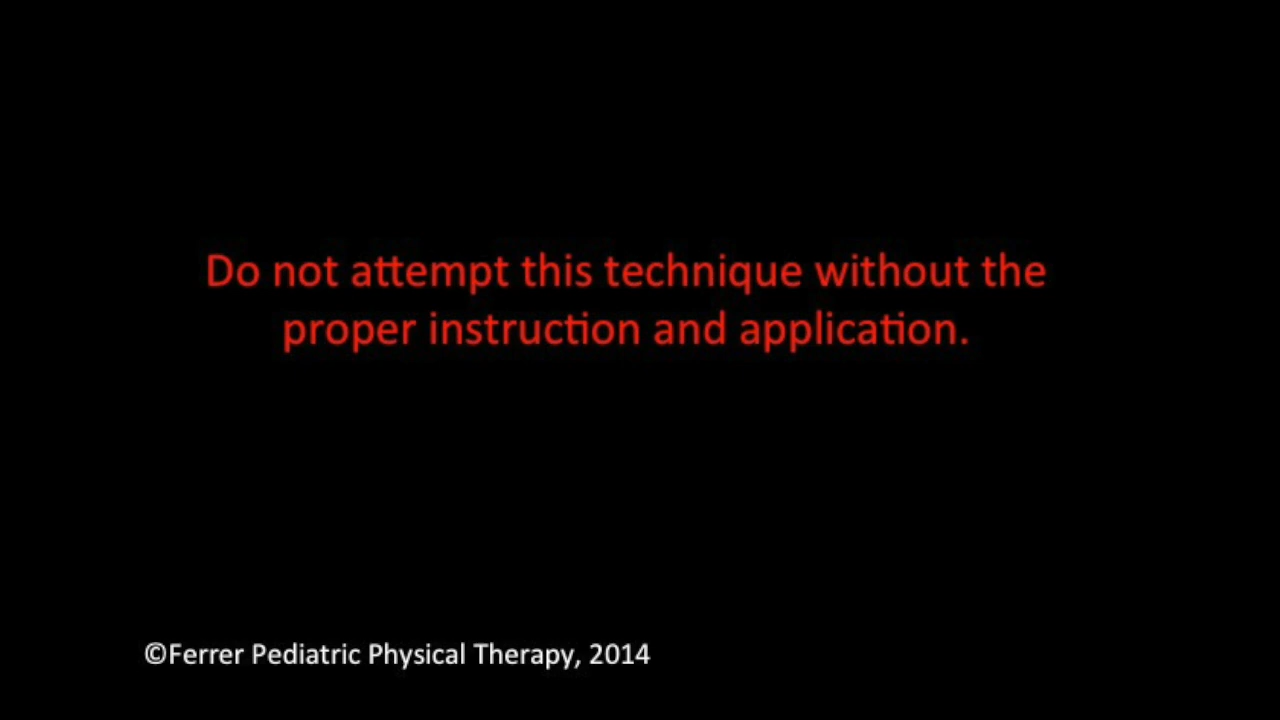 Do not attempt this technique without the
proper instruction and application.
©Ferrer Pediatric Physical Therapy, 2014